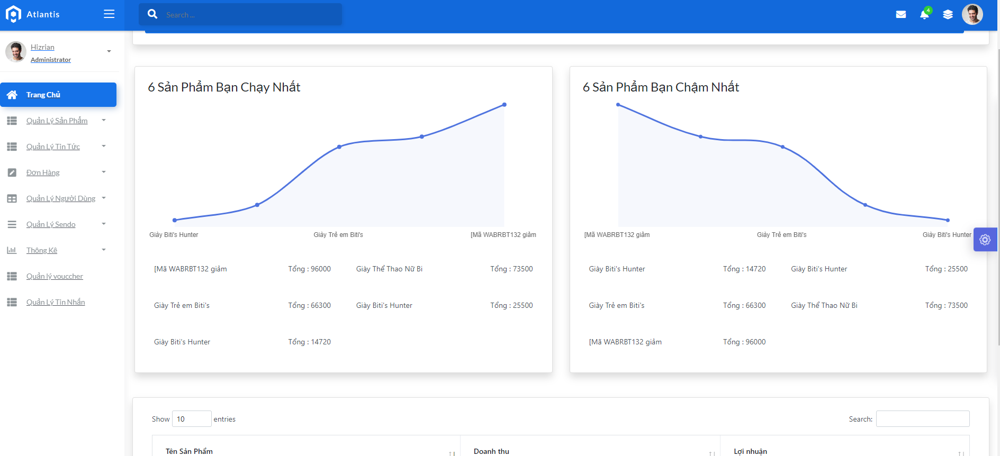 Atlantis
Search ...
4
Hizrian
Administrator
Trang Chủ
Quản Lý Sản Phẩm
Quản Lý Tin Tức
Đơn Hàng
Quản Lý Người Dùng
Quản Lý Sendo
Thông Kê
Quản lý vouccher
Quản Lý Tin Nhắn
6 Sản Phẩm Bạn Chạy Nhất
Giày Biti's Hunter
Giày Trẻ em Biti's
[Mã WABRBT132 giảm
[Mã WABRBT132 giảm Tổng : 96000 Giày Thể Thao Nữ Bi Tổng : 73500
Giày Trẻ em Biti's Tổng : 66300 Giày Biti's Hunter Tổng : 25500
Giày Biti's Hunter Tổng : 14720
6 Sản Phẩm Bạn Chậm Nhất
[Mã WABRBT132 giảm
Giày Trẻ em Biti's
Giày Biti's Hunter
Giày Biti's Hunter Tổng : 14720 Giày Biti's Hunter Tổng : 25500
Giày Trẻ em Biti's Tổng : 66300 Giày Thể Thao Nữ Bi Tổng : 73500
[Mã WABRBT132 giảm Tổng : 96000
Show 10 entries
Search:
Tên Sản Phẩm Doanh thu Lợi nhuận